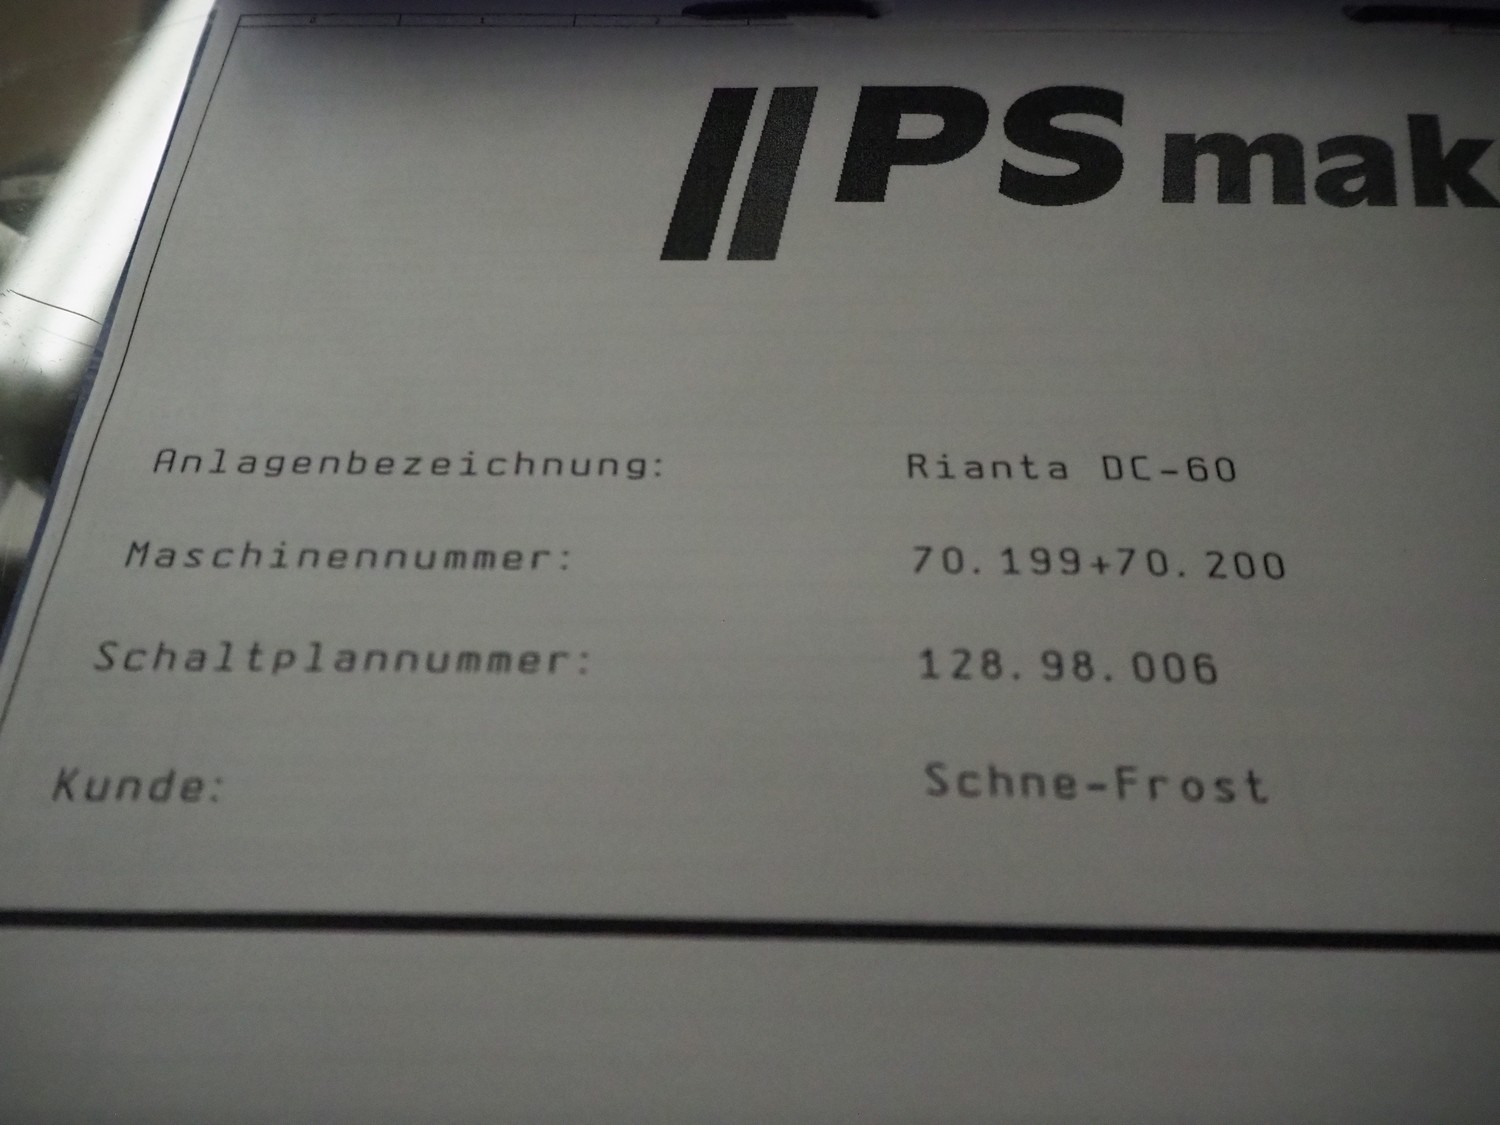 PS mak
Anlagenbezeichnung: Rianta DC-60
Maschinennummer: 70.199+70.200
Schaltplannummer: 128.98.006
Kunde: Schne-Frost